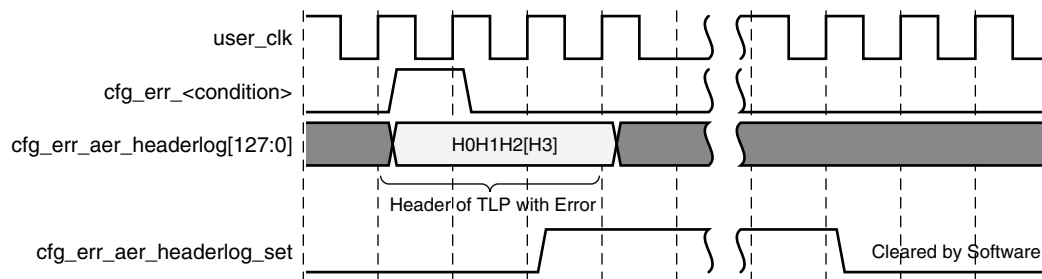 user_clk
cfg_err_<condition>
cfg_err_aer_headerlog[127:0]
H0H1H2[H3]
Header of TLP with Error
cfg_err_aer_headerlog_set
Cleared by Software